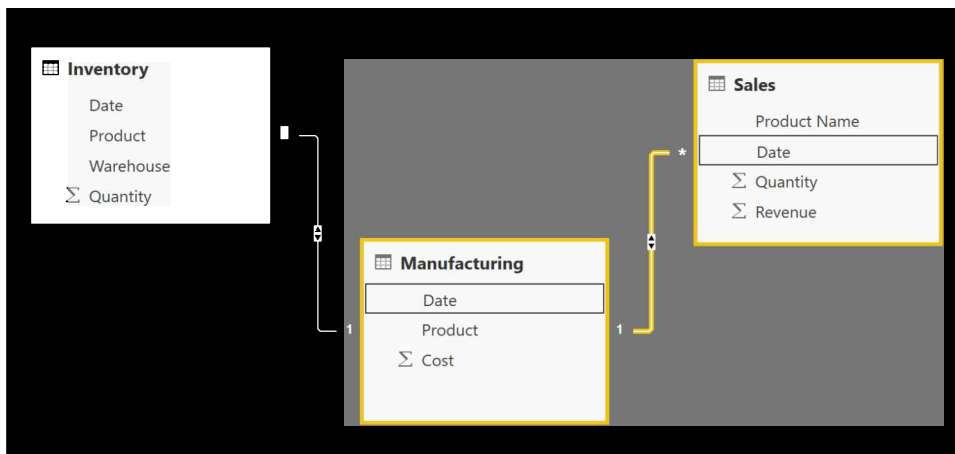 Inventory
Date
Product
Warehouse
Σ Quantity
Sales
Product Name
* Date
Σ Quantity
Σ Revenue
Manufacturing
Date
1 Product 1
Σ Cost